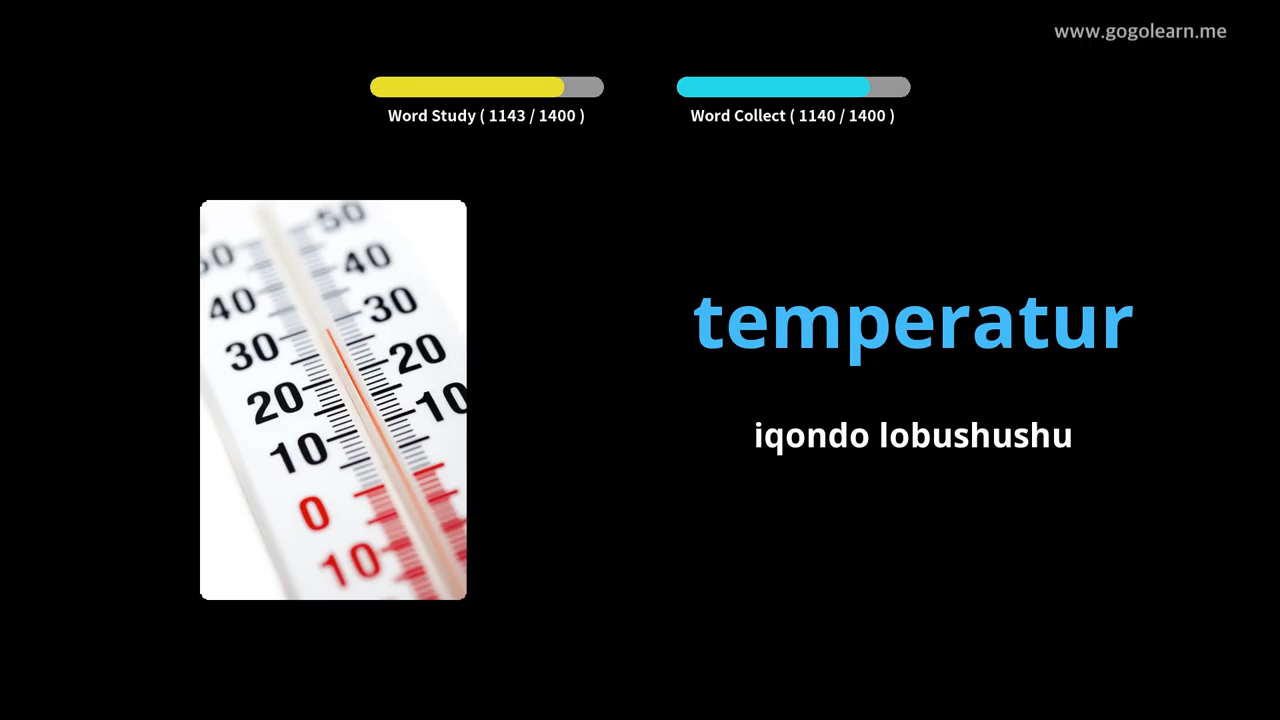 www.gogolearn.me
Word Study ( 1143 / 1400 )
Word Collect ( 1140 / 1400 )
50
50
40
40
30
30
20
20
10
10
0
10
temperatur
iqondo lobushushu